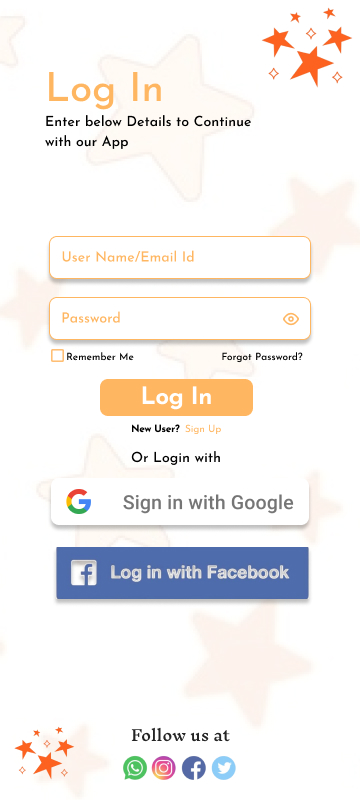 Log In
Enter below Details to Continue
with our App
User Name/Email Id
Password
Remember Me Forgot Password?
Log In
New User? Sign Up
Or Login with
Sign in with Google
Log in with Facebook
Follow us at